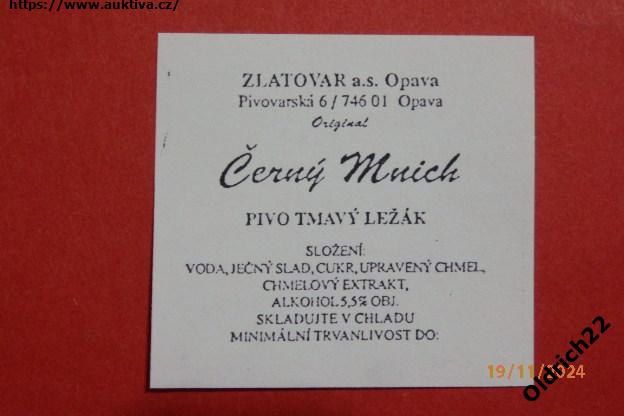 https://www.auktiva.cz/
ZLATOVAR a.s. Opava
Pivovarská 6 / 746 01 Opava
Original
Černý Mnich
PIVO TMAVÝ LEŽÁK
SLOŽENÍ:
VODA, JEČNÝ SLAD, CUKR, UPRAVENÝ CHMEL,
CHMELOVÝ EXTRAKT,
ALKOHOL 5,5% OBJ.
SKLADUJTE V CHLADU
MINIMÁLNÍ TRVANLIVOST DO:
19/11/2024
Oldrich22